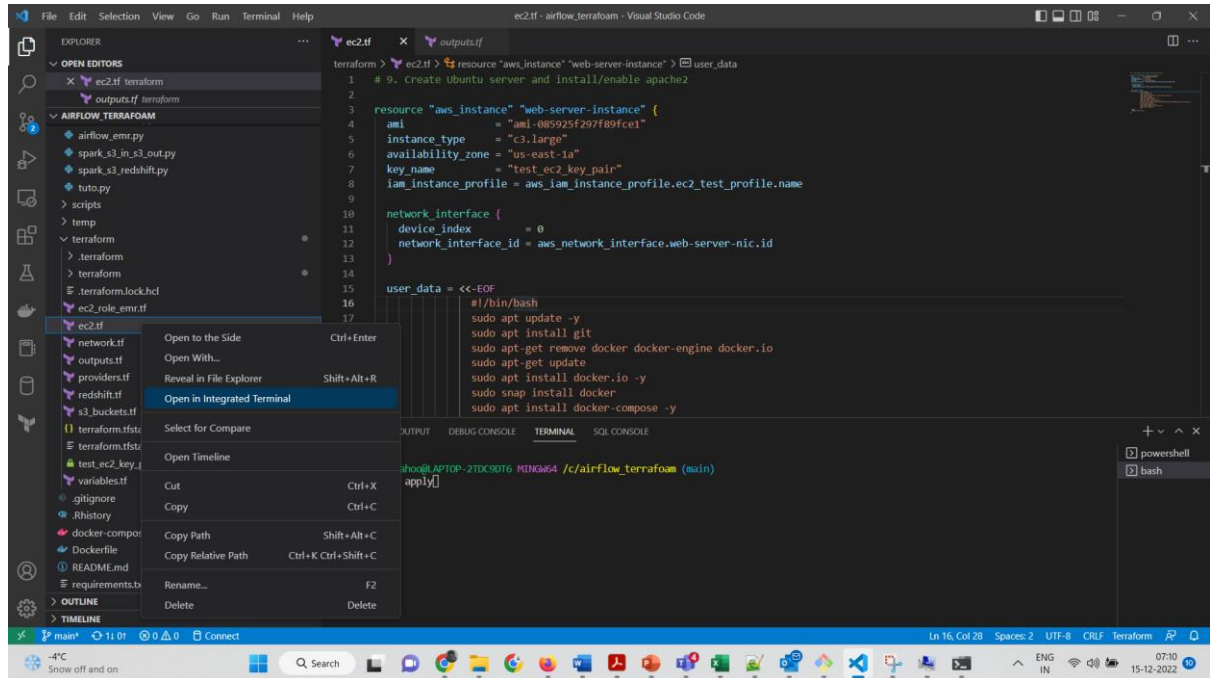 File Edit Selection View Go Run Terminal Help
ec2.tf - airflow_terrafoam - Visual Studio Code
EXPLORER
OPEN EDITORS
ec2.tf terraform
outputs.tf terraform
AIRFLOW_TERRAFOAM
airflow_emr.py
spark_s3_in_s3_out.py
spark_s3_redshift.py
tuto.py
scripts
temp
terraform
.terraform
terraform
.terraform.lock.hcl
ec2_role_emr.tf
ec2.tf
network.tf
outputs.tf
providers.tf
redshift.tf
s3_buckets.tf
terraform.tfsta
terraform.tfsta
test_ec2_key_p
variables.tf
.gitignore
.Rhistory
docker-compos
Dockerfile
README.md
requirements.tx
OUTLINE
TIMELINE
Open to the Side Ctrl+Enter
Open With...
Reveal in File Explorer Shift+Alt+R
Open in Integrated Terminal
Select for Compare
Open Timeline
Cut Ctrl+X
Copy Ctrl+C
Copy Path Shift+Alt+C
Copy Relative Path Ctrl+K Ctrl+Shift+C
Rename... F2
Delete Delete
ec2.tf outputs.tf
terraform > ec2.tf > resource "aws_instance" "web-server-instance" > user_data
1 # 9. Create Ubuntu server and install/enable apache2
2
3 resource "aws_instance" "web-server-instance" {
4 ami = "ami-085925f297f89fce1"
5 instance_type = "c3.large"
6 availability_zone = "us-east-1a"
7 key_name = "test_ec2_key_pair"
8 iam_instance_profile = aws_iam_instance_profile.ec2_test_profile.name
9
10 network_interface {
11 device_index = 0
12 network_interface_id = aws_network_interface.web-server-nic.id
13 }
14
15 user_data = <<-EOF
16 #!/bin/bash
17 sudo apt update -y
sudo apt install git
sudo apt-get remove docker docker-engine docker.io
sudo apt-get update
sudo apt install docker.io -y
sudo snap install docker
sudo apt install docker-compose -y
OUTPUT DEBUG CONSOLE TERMINAL SQL CONSOLE
ahoo@LAPTOP-2TDC9DT6 MINGW64 /c/airflow_terrafoam (main)
apply
powershell
bash
main* 1↓ 0↑ 0 0 Connect
Ln 16, Col 28 Spaces: 2 UTF-8 CRLF Terraform
-4°C
Snow off and on
Search
ENG
IN
07:10
15-12-2022
10